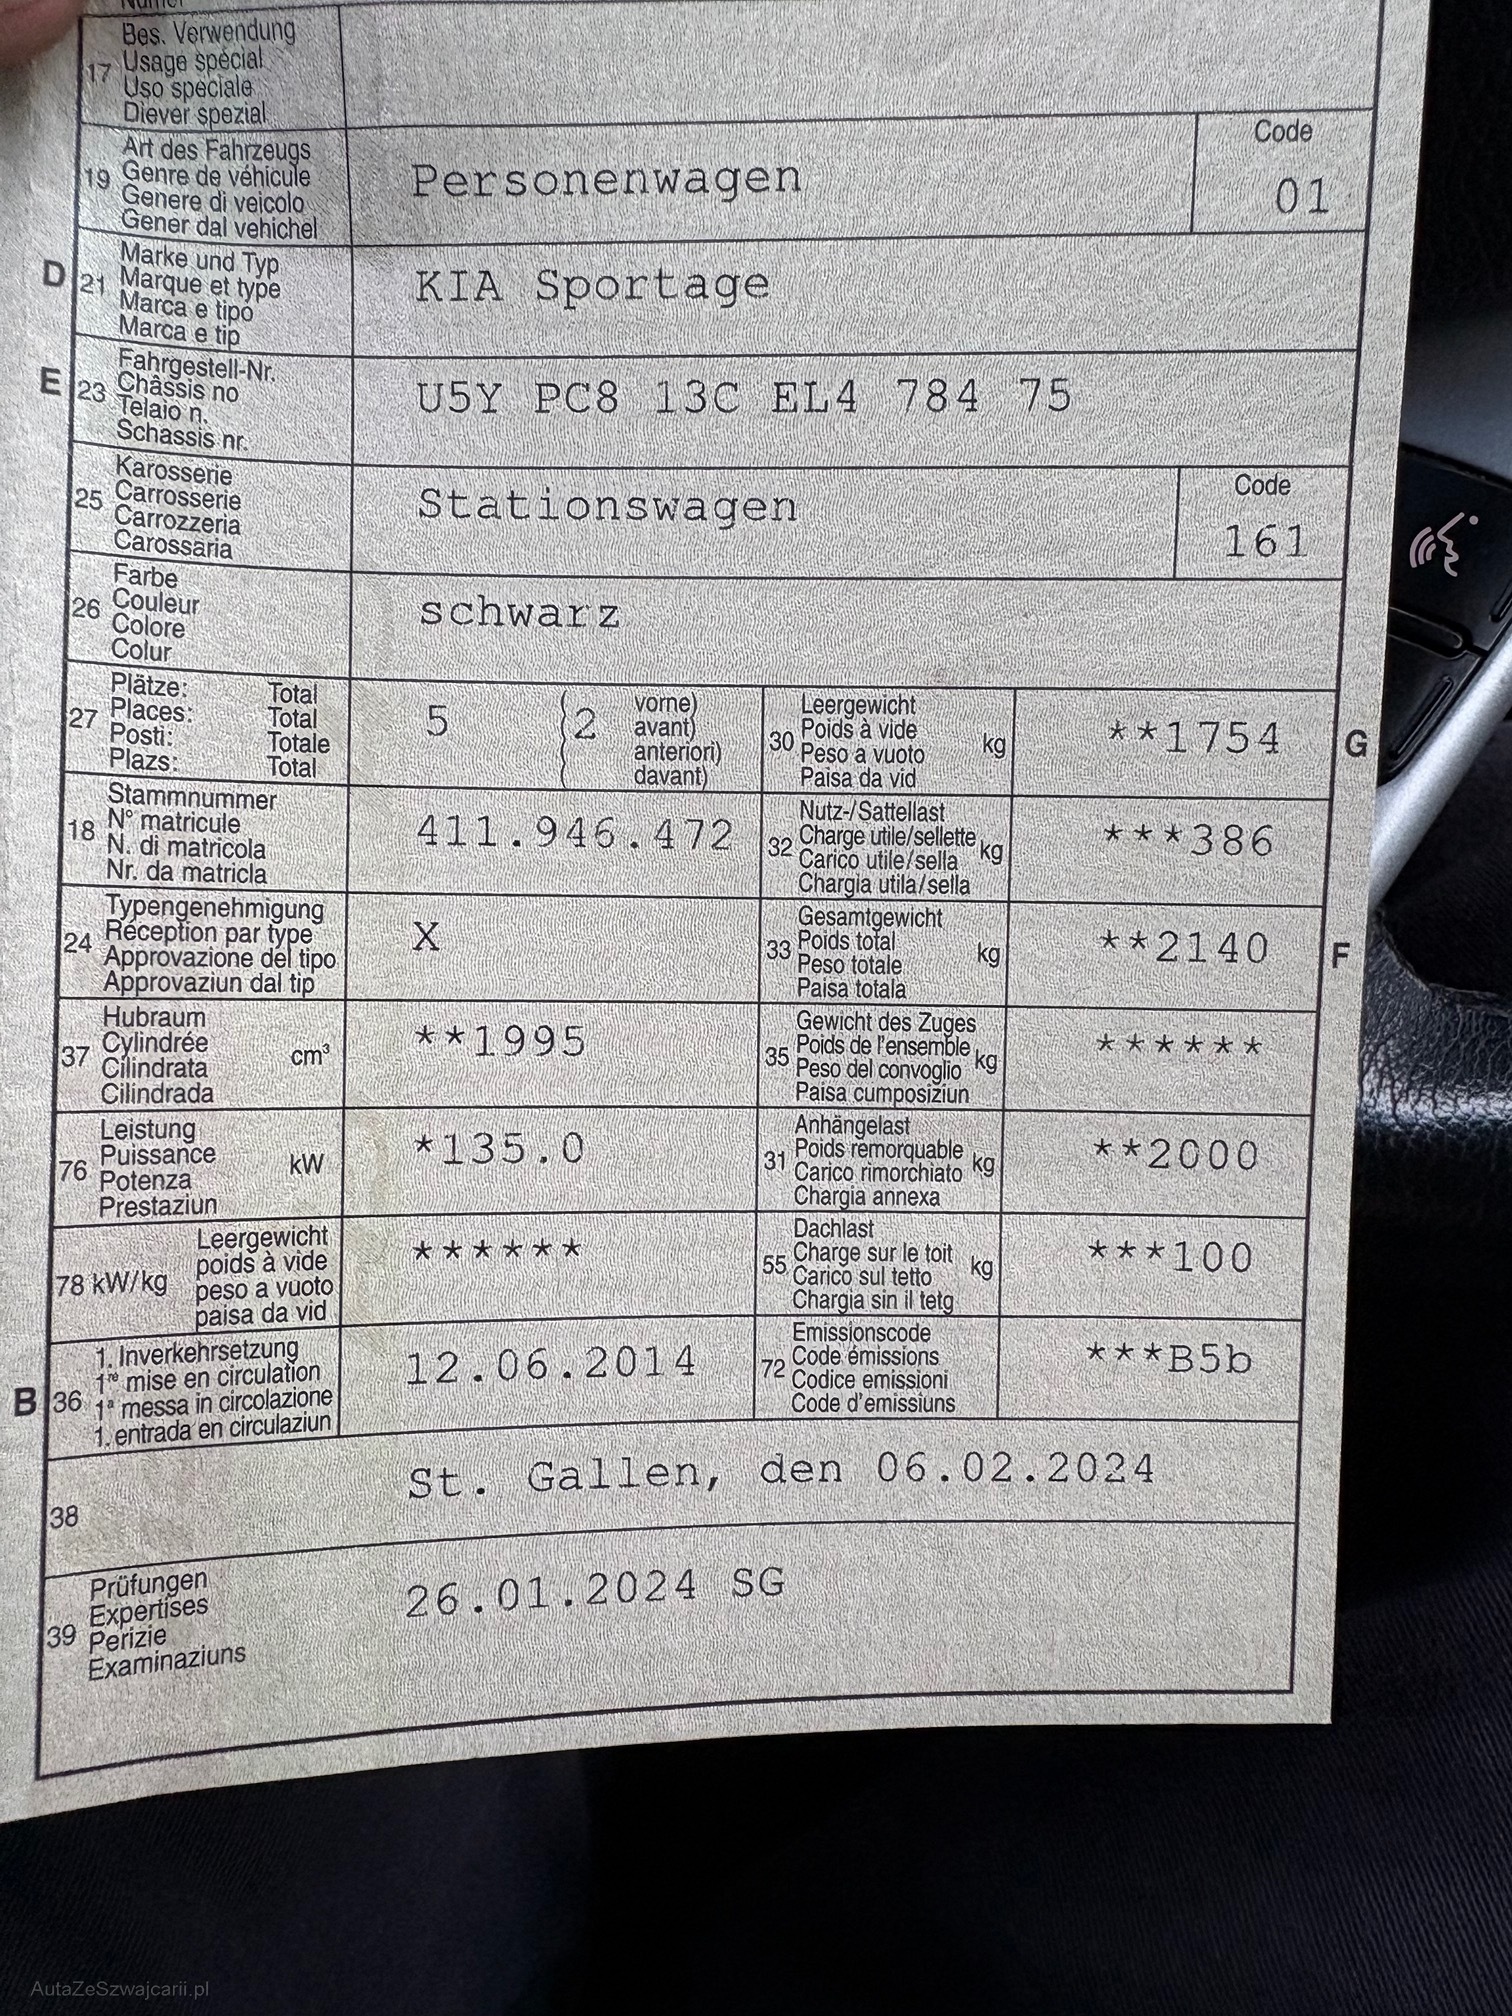 Bes. Verwendung
17 Usage spécial
Uso speciale
Diever spezial
Art des Fahrzeugs
19 Genre de véhicule
Genere di veicolo
Gener dal vehichel
Personenwagen
Code
01
D 21 Marke und Typ
Marque et type
Marca e tipo
Marca e tip
KIA Sportage
E 23 Fahrgestell-Nr.
Châssis no
Telaio n.
Schassis nr.
U5Y PC8 13C EL4 784 75
Karosserie
25 Carrosserie
Carrozzeria
Carossaria
Stationswagen
Code
161
Farbe
26 Couleur
Colore
Colur
schwarz
Plätze: Total
27 Places: Total
Posti: Totale
Plazs: Total
5 (2 vorne)
avant)
anteriori)
davant)
Leergewicht
30 Poids à vide kg
Peso a vuoto
Paisa da vid
**1754 G
Stammnummer
18 N° matricule
N. di matricola
Nr. da matricla
411.946.472
Nutz-/Sattellast
32 Charge utile/sellette kg
Carico utile/sella
Chargia utila/sella
***386
Typengenehmigung
24 Réception par type
Approvazione del tipo
Approvaziun dal tip
X
Gesamtgewicht
33 Poids total kg
Peso totale
Paisa totala
**2140 F
Hubraum
37 Cylindrée cm³
Cilindrata
Cilindrada
**1995
Gewicht des Zuges
35 Poids de l'ensemble kg
Peso del convoglio
Paisa cumposiziun
******
Leistung
76 Puissance kW
Potenza
Prestaziun
*135.0
Anhängelast
31 Poids remorquable kg
Carico rimorchiato
Chargia annexa
**2000
Leergewicht
78 kW/kg poids à vide
peso a vuoto
paisa da vid
******
Dachlast
55 Charge sur le toit kg
Carico sul tetto
Chargia sin il tetg
***100
B 36 1. Inverkehrsetzung
1re mise en circulation
1a messa in circolazione
1. entrada en circulaziun
12.06.2014
Emissionscode
72 Code émissions
Codice emissioni
Code d'emissiuns
***B5b
38 St. Gallen, den 06.02.2024
Prüfungen
39 Expertises
Perizie
Examinaziuns
26.01.2024 SG
AutaZeSzwajcarii.pl